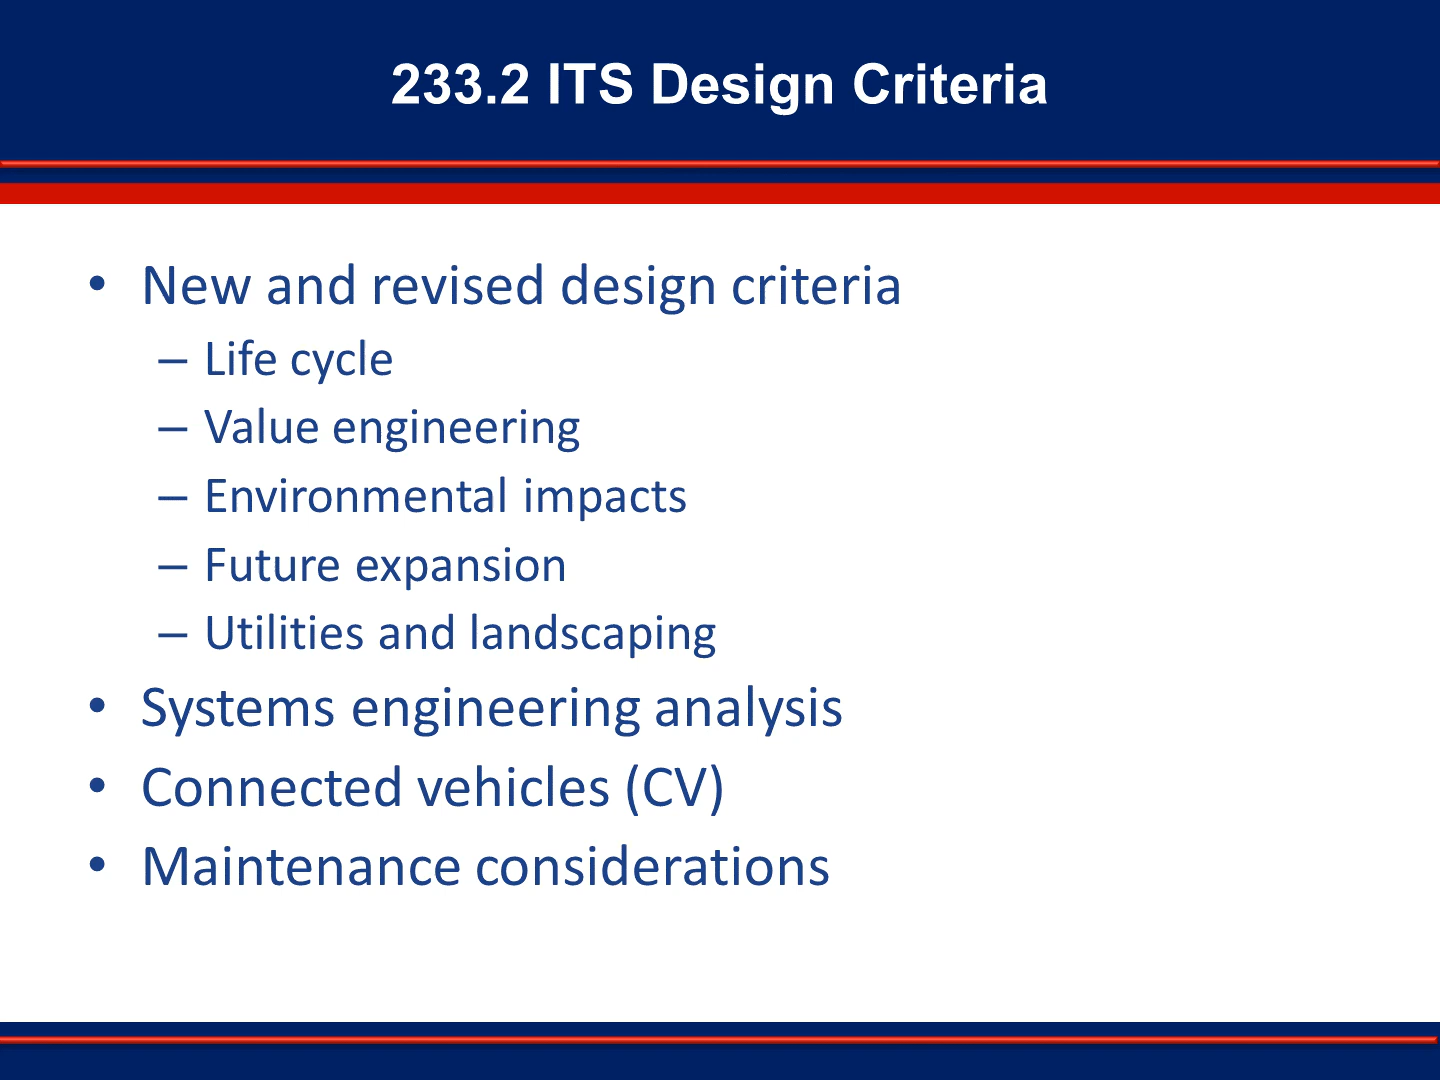 233.2 ITS Design Criteria
• New and revised design criteria
– Life cycle
– Value engineering
– Environmental impacts
– Future expansion
– Utilities and landscaping
• Systems engineering analysis
• Connected vehicles (CV)
• Maintenance considerations